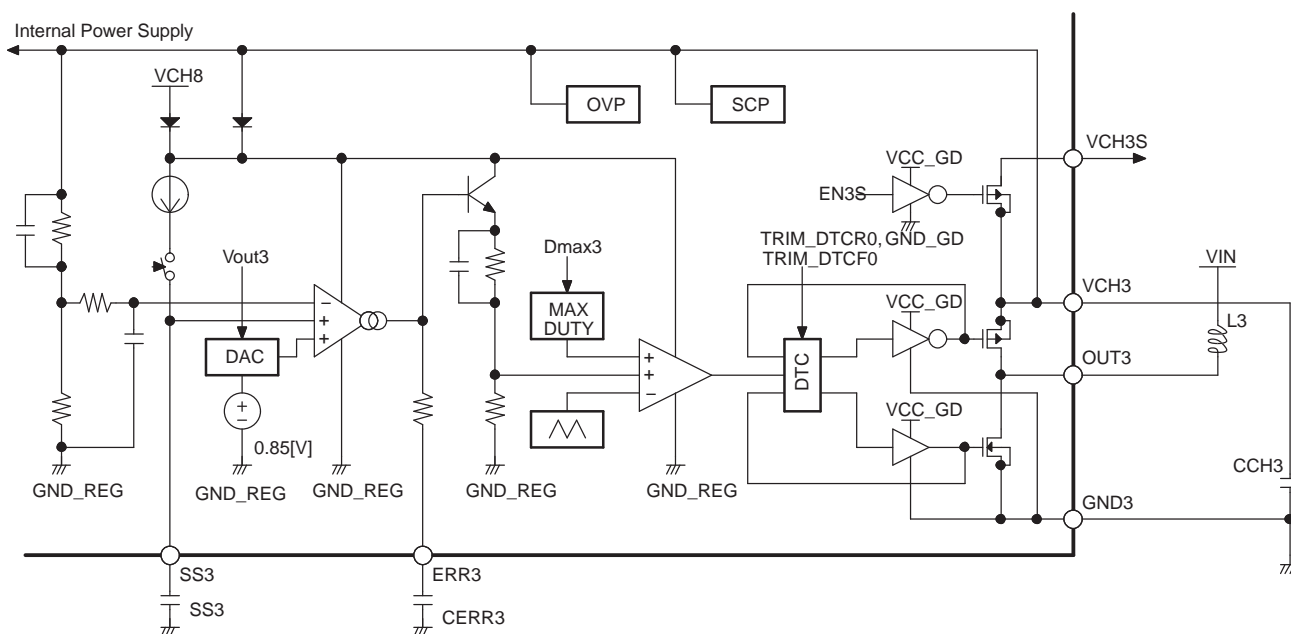 Internal Power Supply
VCH8
OVP
SCP
VCC_GD
VCH3S
EN3S
TRIM_DTCR0, GND_GD
TRIM_DTCF0
Vout3
Dmax3
VIN
VCC_GD
VCH3
MAX
DUTY
L3
DAC
DTC
OUT3
VCC_GD
0.85[V]
GND_REG
GND_REG
GND_REG
GND_REG
GND_REG
CCH3
GND3
SS3
ERR3
SS3
CERR3